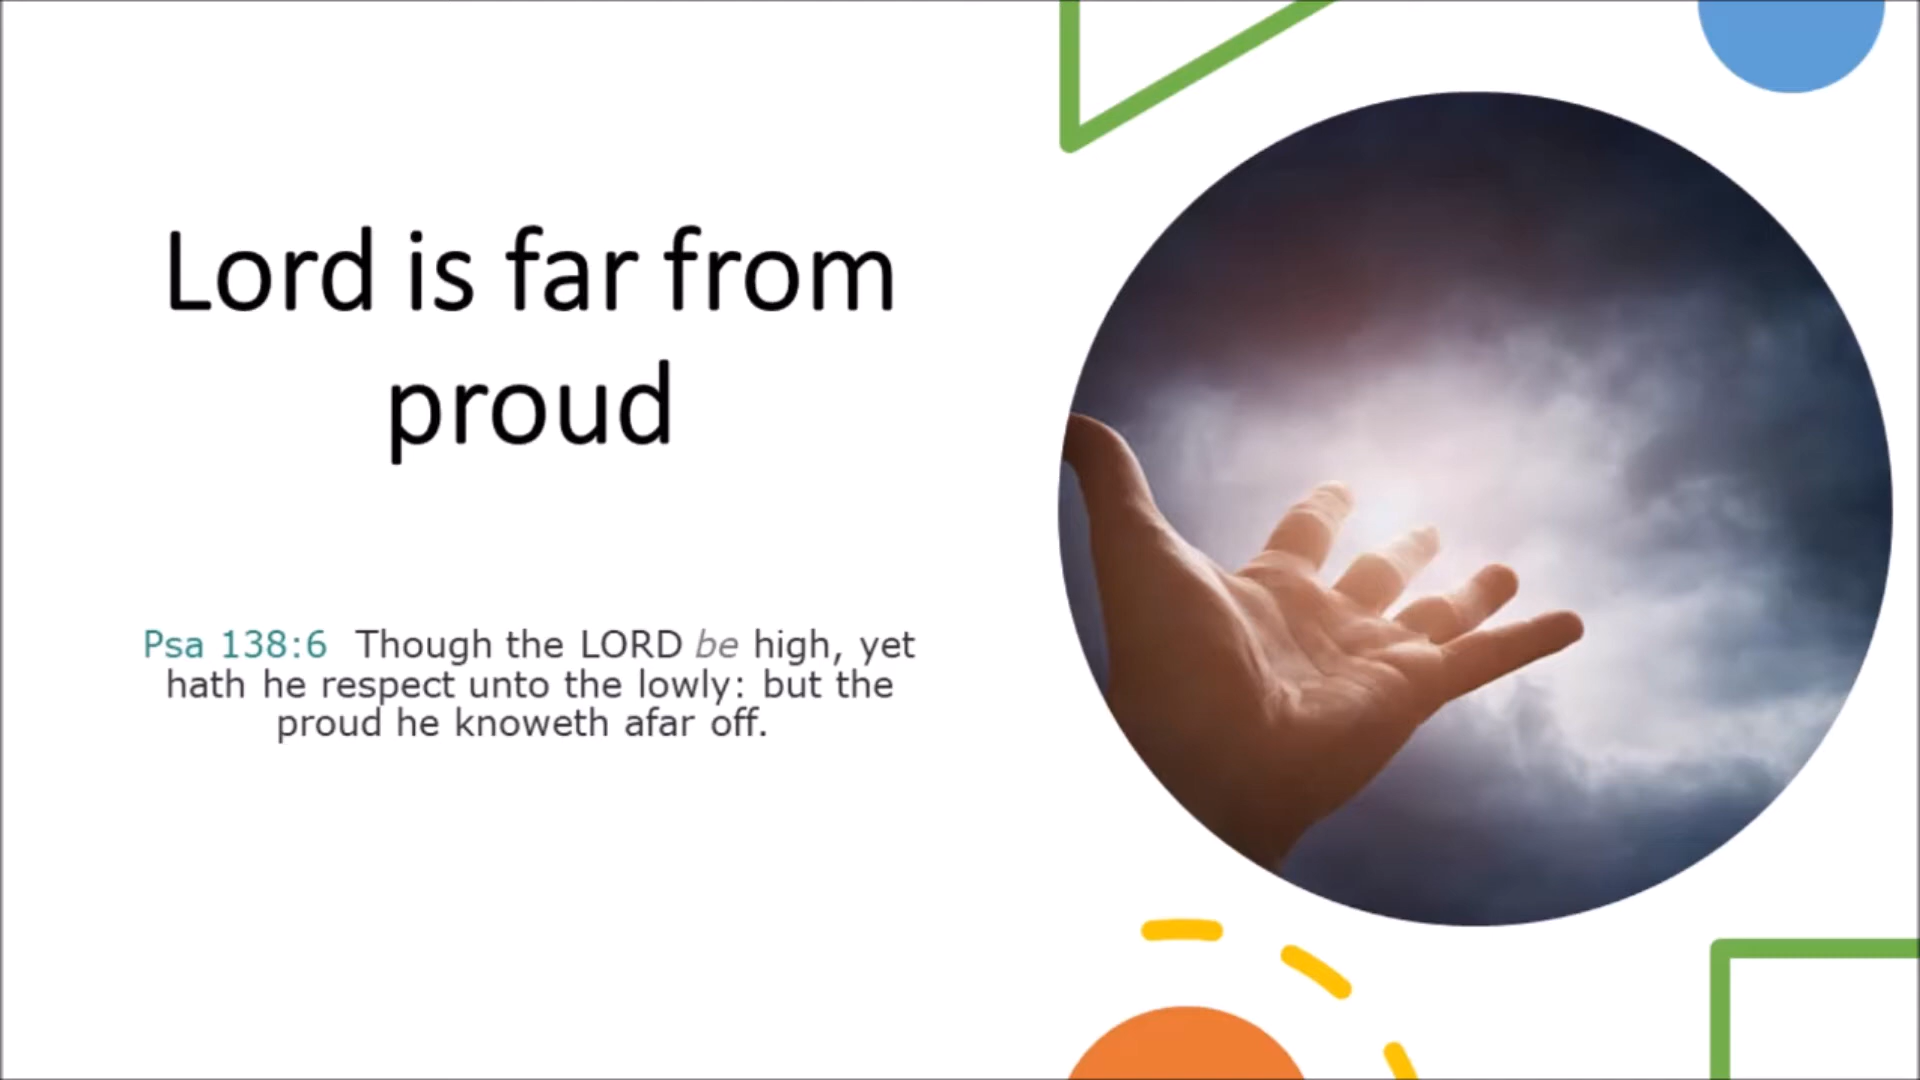 Lord is far from
proud
Psa 138:6  Though the LORD be high, yet
hath he respect unto the lowly: but the
proud he knoweth afar off.